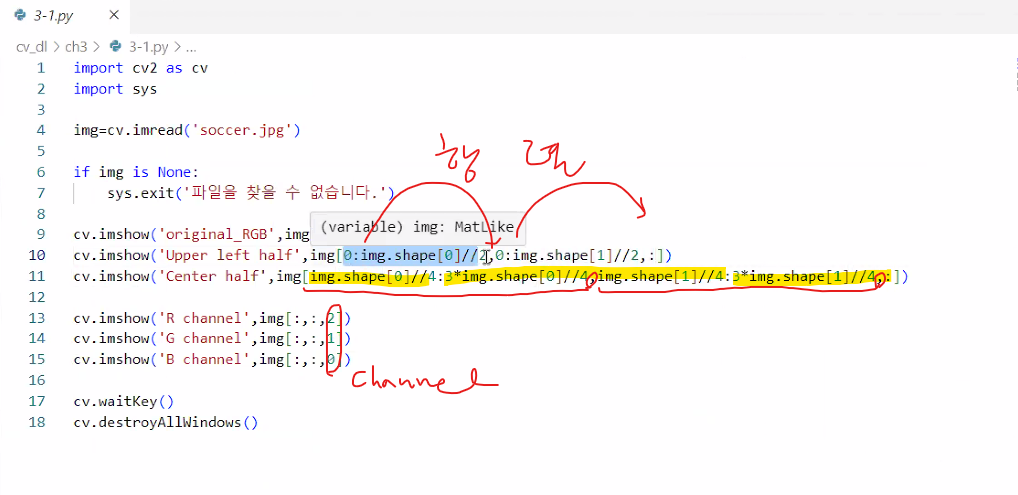 3-1.py
cv_dl > ch3 > 3-1.py > ...
1 import cv2 as cv
2 import sys
3
4 img=cv.imread('soccer.jpg')
5
6 if img is None:
7 sys.exit('파일을 찾을 수 없습니다.')
8
9 cv.imshow('original_RGB',img
(variable) img: MatLike
행 열
10 cv.imshow('Upper left half',img[0:img.shape[0]//2,0:img.shape[1]//2,:])
11 cv.imshow('Center half',img[img.shape[0]//4:3*img.shape[0]//4,img.shape[1]//4:3*img.shape[1]//4,:])
12
13 cv.imshow('R channel',img[:,:,2])
14 cv.imshow('G channel',img[:,:,1])
15 cv.imshow('B channel',img[:,:,0])
channel
16
17 cv.waitKey()
18 cv.destroyAllWindows()